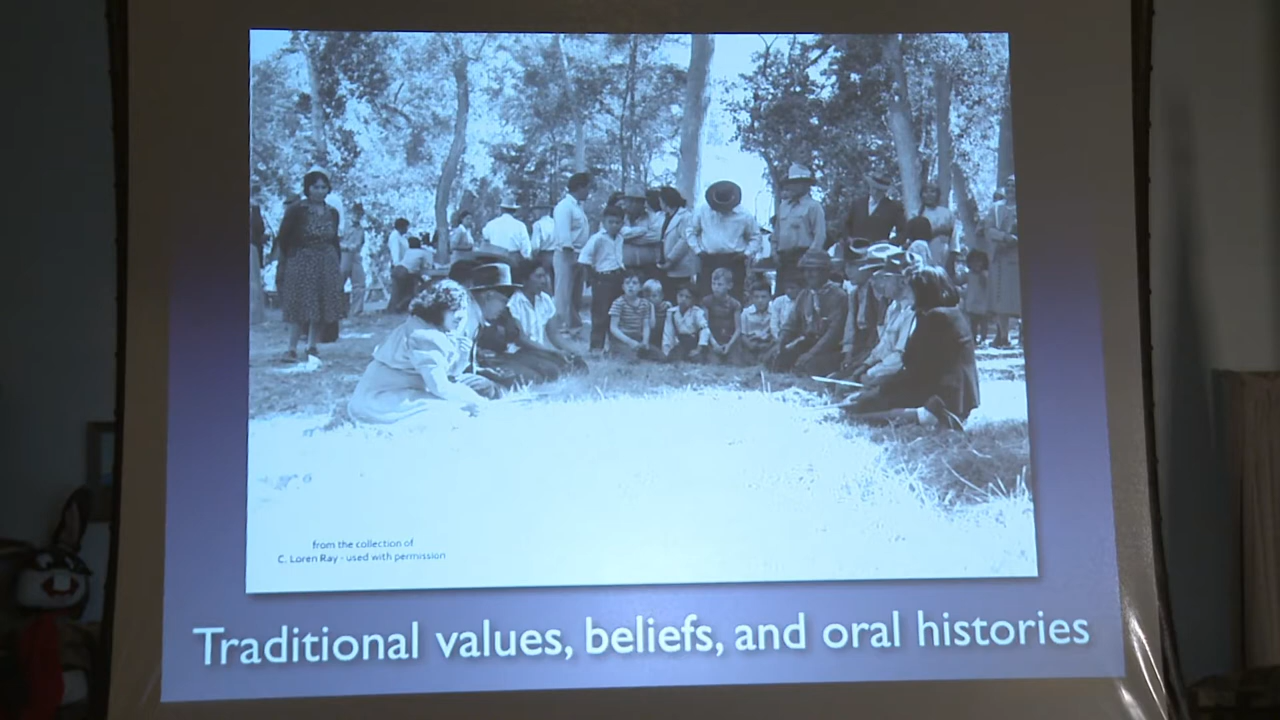 from the collection of
C. Loren Ray - used with permission
Traditional values, beliefs, and oral histories